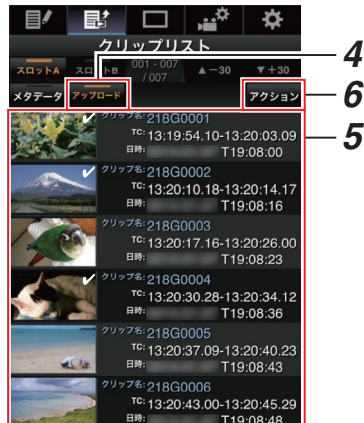 クリップリスト
スロットA スロットB 001 - 007 / 007 ▲−30 ▼+30
メタデータ アップロード アクション
4
6
5
クリップ名: 218G0001
TC: 13:19:54.10-13:20:03.09
日時: T19:08:00
クリップ名: 218G0002
TC: 13:20:10.18-13:20:14.17
日時: T19:08:16
クリップ名: 218G0003
TC: 13:20:17.16-13:20:26.00
日時: T19:08:23
クリップ名: 218G0004
TC: 13:20:30.28-13:20:34.12
日時: T19:08:36
クリップ名: 218G0005
TC: 13:20:37.09-13:20:40.23
日時: T19:08:43
クリップ名: 218G0006
TC: 13:20:43.00-13:20:45.29
日時: T19:08:48